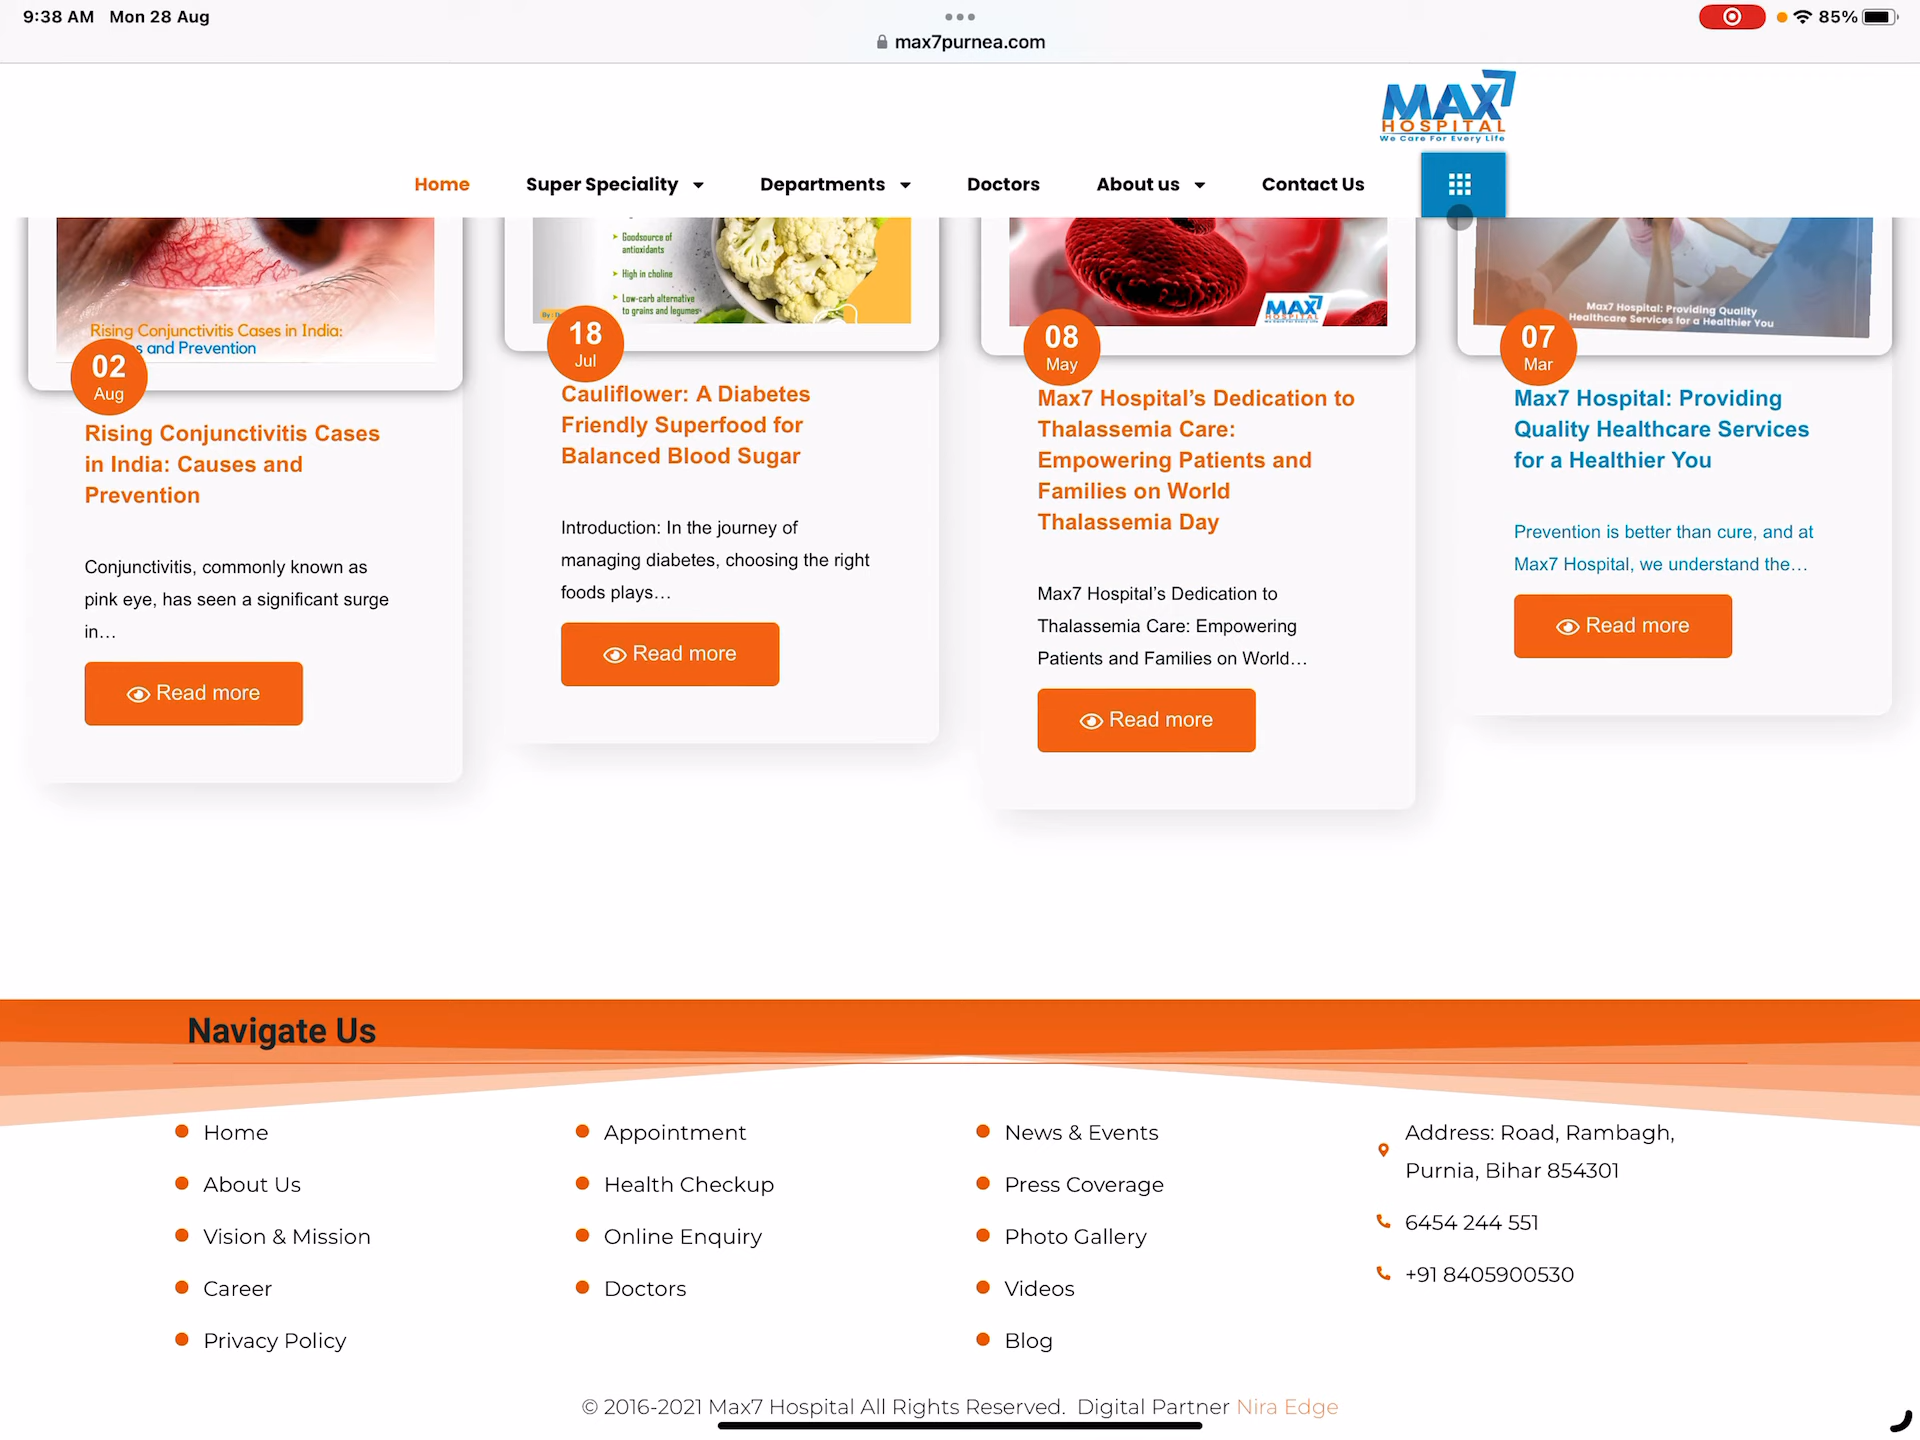 9:38 AM Mon 28 Aug
85%
max7purnea.com
MAX7
HOSPITAL
We Care For Every Life
Home Super Speciality Departments Doctors About us Contact Us
Rising Conjunctivitis Cases in India:
s and Prevention
02
Aug
Rising Conjunctivitis Cases
in India: Causes and
Prevention
Conjunctivitis, commonly known as
pink eye, has seen a significant surge
in...
Read more
Goodsource of
antioxidants
High in choline
Low-carb alternative
to grains and legumes
18
Jul
Cauliflower: A Diabetes
Friendly Superfood for
Balanced Blood Sugar
Introduction: In the journey of
managing diabetes, choosing the right
foods plays...
Read more
MAX7
HOSPITAL
We Care For Every Life
08
May
Max7 Hospital's Dedication to
Thalassemia Care:
Empowering Patients and
Families on World
Thalassemia Day
Max7 Hospital's Dedication to
Thalassemia Care: Empowering
Patients and Families on World...
Read more
Max7 Hospital: Providing Quality
Healthcare Services for a Healthier You
07
Mar
Max7 Hospital: Providing
Quality Healthcare Services
for a Healthier You
Prevention is better than cure, and at
Max7 Hospital, we understand the...
Read more
Navigate Us
Home
About Us
Vision & Mission
Career
Privacy Policy
Appointment
Health Checkup
Online Enquiry
Doctors
News & Events
Press Coverage
Photo Gallery
Videos
Blog
Address: Road, Rambagh,
Purnia, Bihar 854301
6454 244 551
+91 8405900530
© 2016-2021 Max7 Hospital All Rights Reserved. Digital Partner Nira Edge